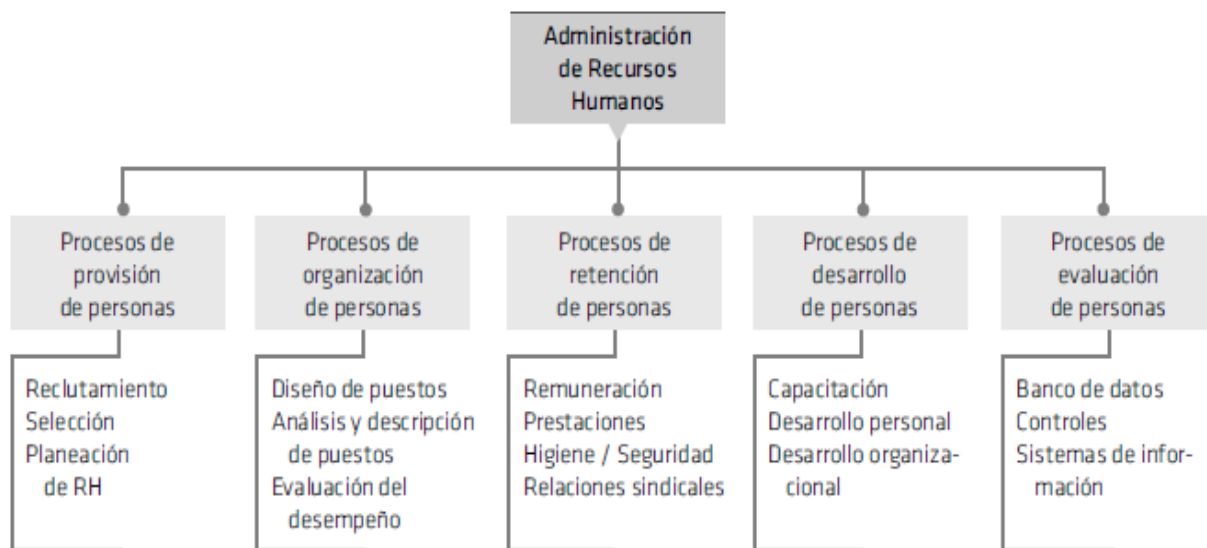 Administración
de Recursos
Humanos
Procesos de
provisión
de personas
Procesos de
organización
de personas
Procesos de
retención
de personas
Procesos de
desarrollo
de personas
Procesos de
evaluación
de personas
Reclutamiento
Selección
Planeación
de RH
Diseño de puestos
Análisis y descripción
de puestos
Evaluación del
desempeño
Remuneración
Prestaciones
Higiene / Seguridad
Relaciones sindicales
Capacitación
Desarrollo personal
Desarrollo organiza-
cional
Banco de datos
Controles
Sistemas de infor-
mación